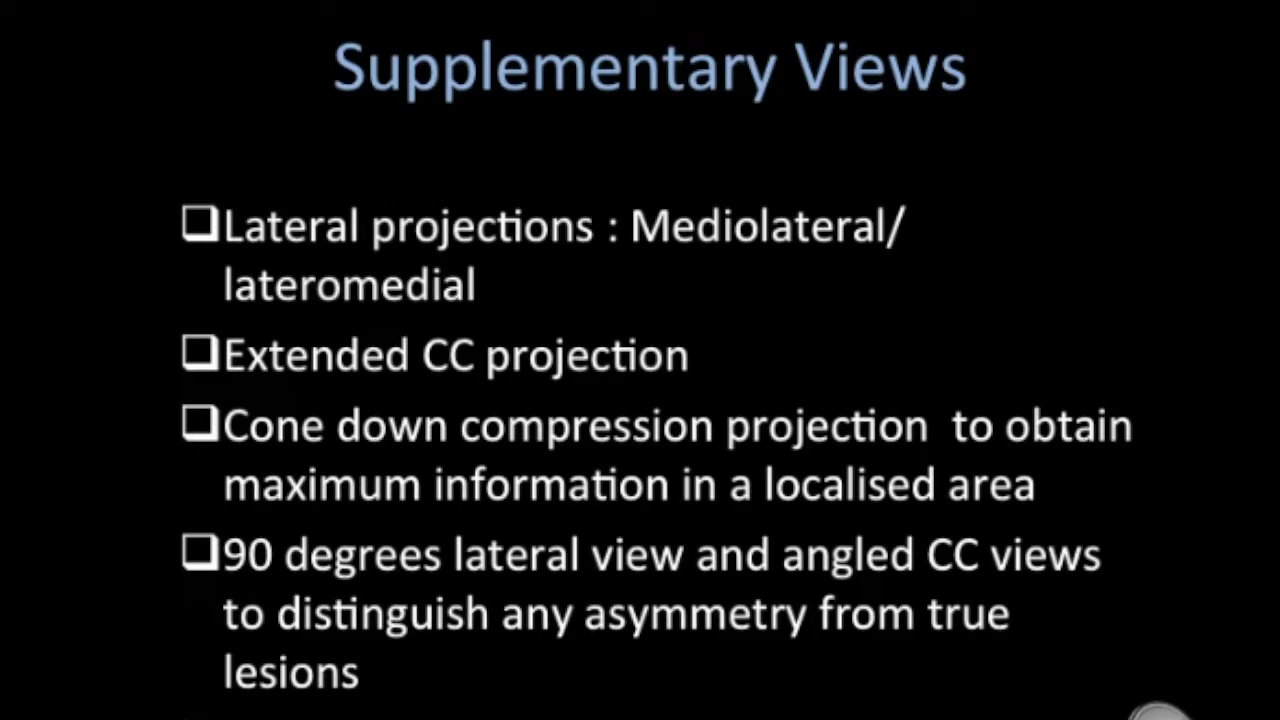 Supplementary Views
❑Lateral projections : Mediolateral/
lateromedial
❑Extended CC projection
❑Cone down compression projection  to obtain
maximum information in a localised area
❑90 degrees lateral view and angled CC views
to distinguish any asymmetry from true
lesions